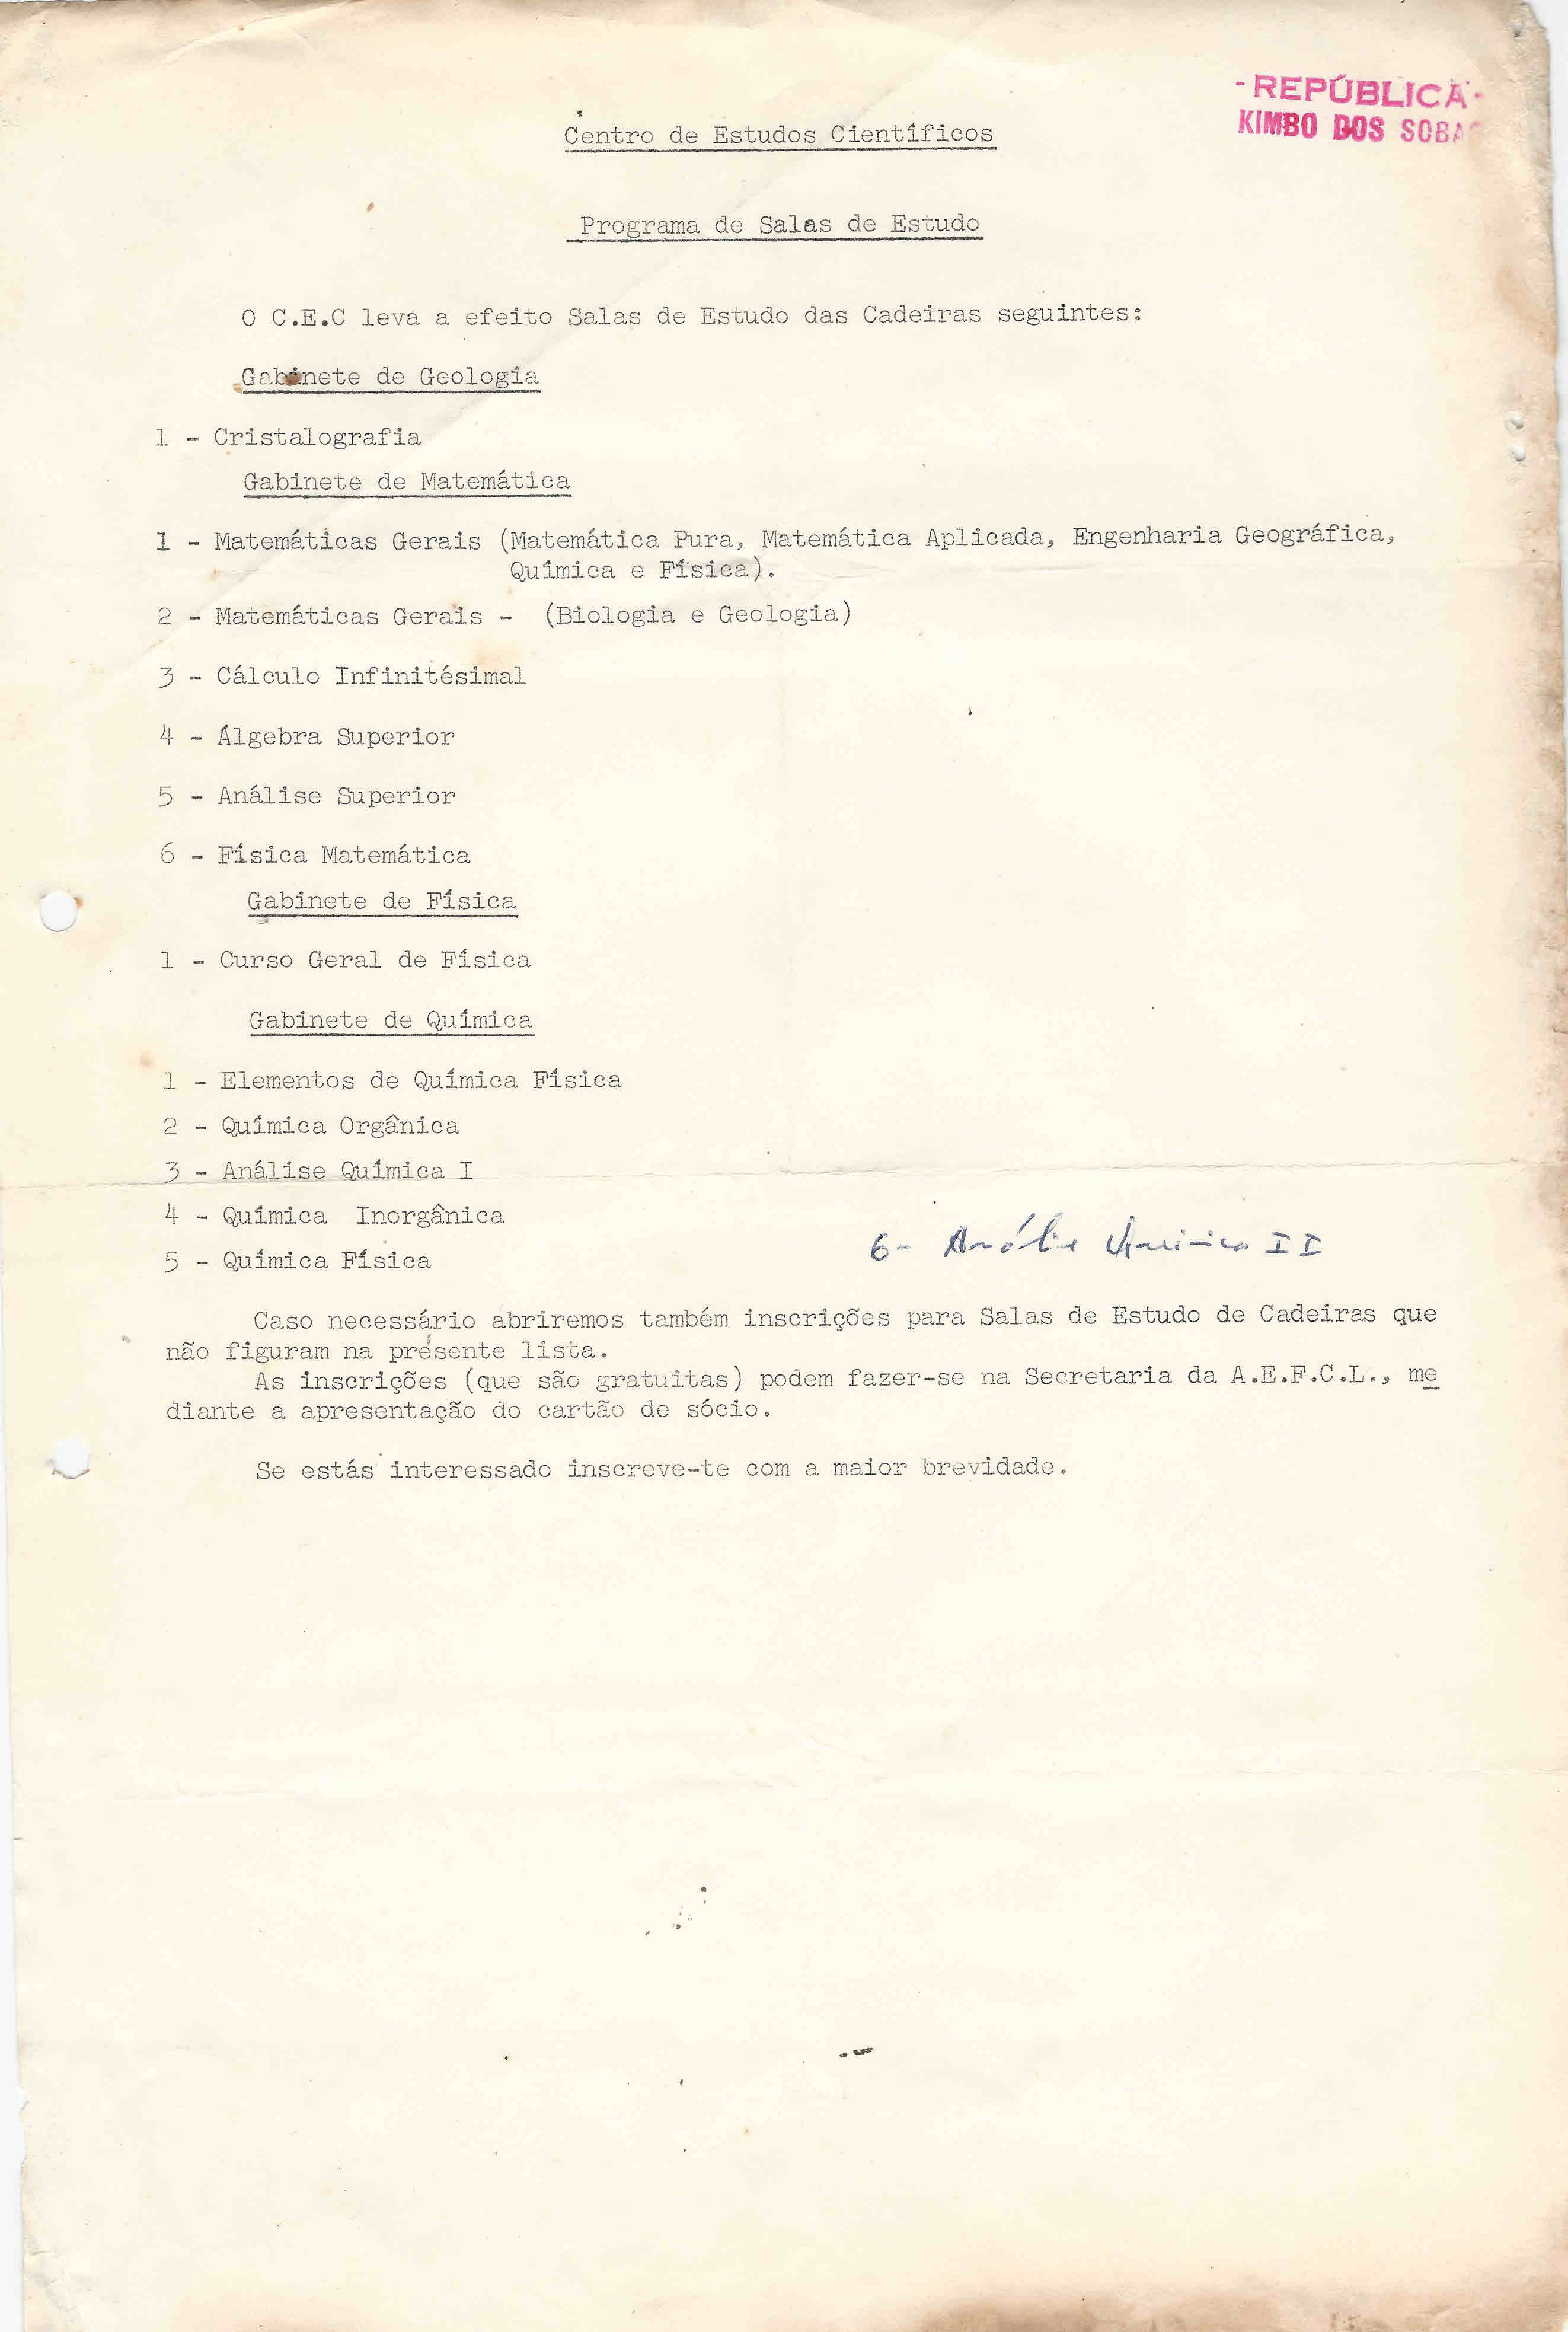 - REPÚBLICA -
KIMBO DOS SOBAS
Centro de Estudos Científicos
Programa de Salas de Estudo
O C.E.C leva a efeito Salas de Estudo das Cadeiras seguintes:
Gabinete de Geologia
1 - Cristalografia
Gabinete de Matemática
1 - Matemáticas Gerais (Matemática Pura, Matemática Aplicada, Engenharia Geográfica,
Química e Física).
2 - Matemáticas Gerais - (Biologia e Geologia)
3 - Cálculo Infinitésimal
4 - Álgebra Superior
5 - Análise Superior
6 - Física Matemática
Gabinete de Física
1 - Curso Geral de Física
Gabinete de Química
1 - Elementos de Química Física
2 - Química Orgânica
3 - Análise Química I
4 - Química Inorgânica
5 - Química Física
6 - Análise Química II
Caso necessário abriremos também inscrições para Salas de Estudo de Cadeiras que
não figuram na presente lista.
As inscrições (que são gratuitas) podem fazer-se na Secretaria da A.E.F.C.L., me
diante a apresentação do cartão de sócio.
Se estás interessado inscreve-te com a maior brevidade.